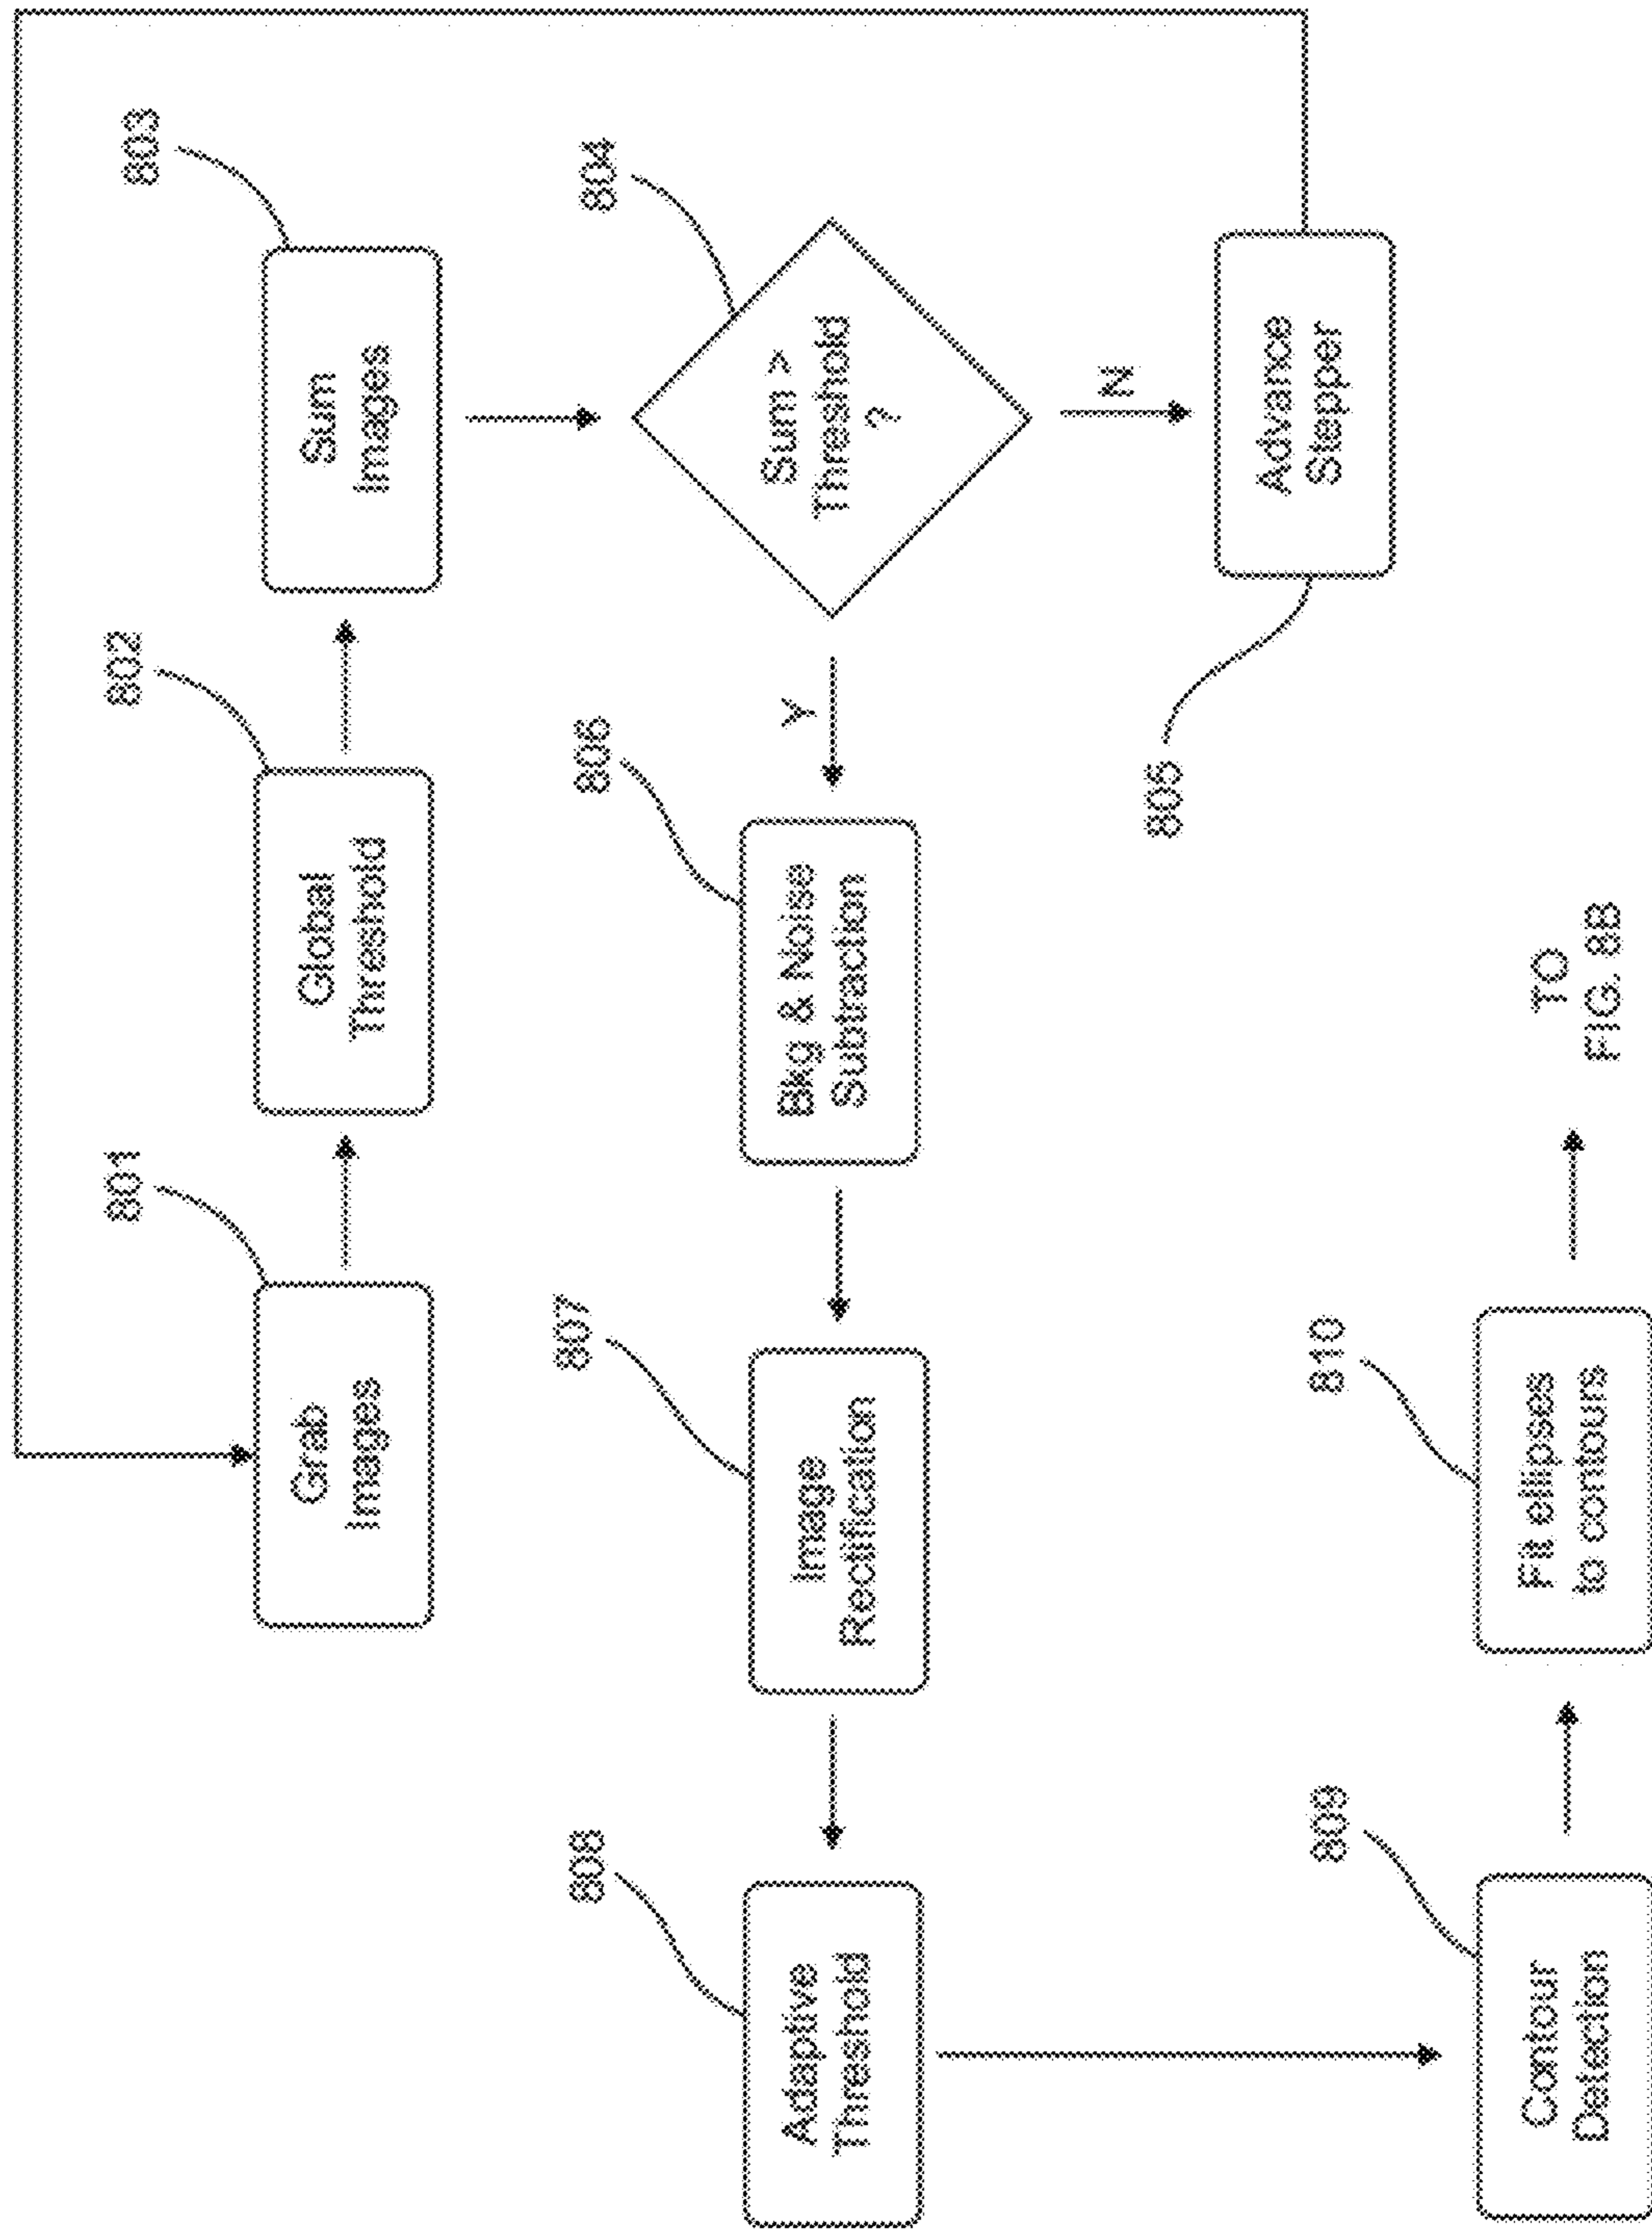 801
Grab
Images
802
Global
Threshold
803
Sum
Images
804
Sum >
Threshold
?
Y
N
805
Advance
Stepper
806
Bkg & Noise
Subtraction
807
Image
Rectification
808
Adaptive
Threshold
809
Contour
Detection
810
Fit ellipses
to contours
TO
FIG. 8B